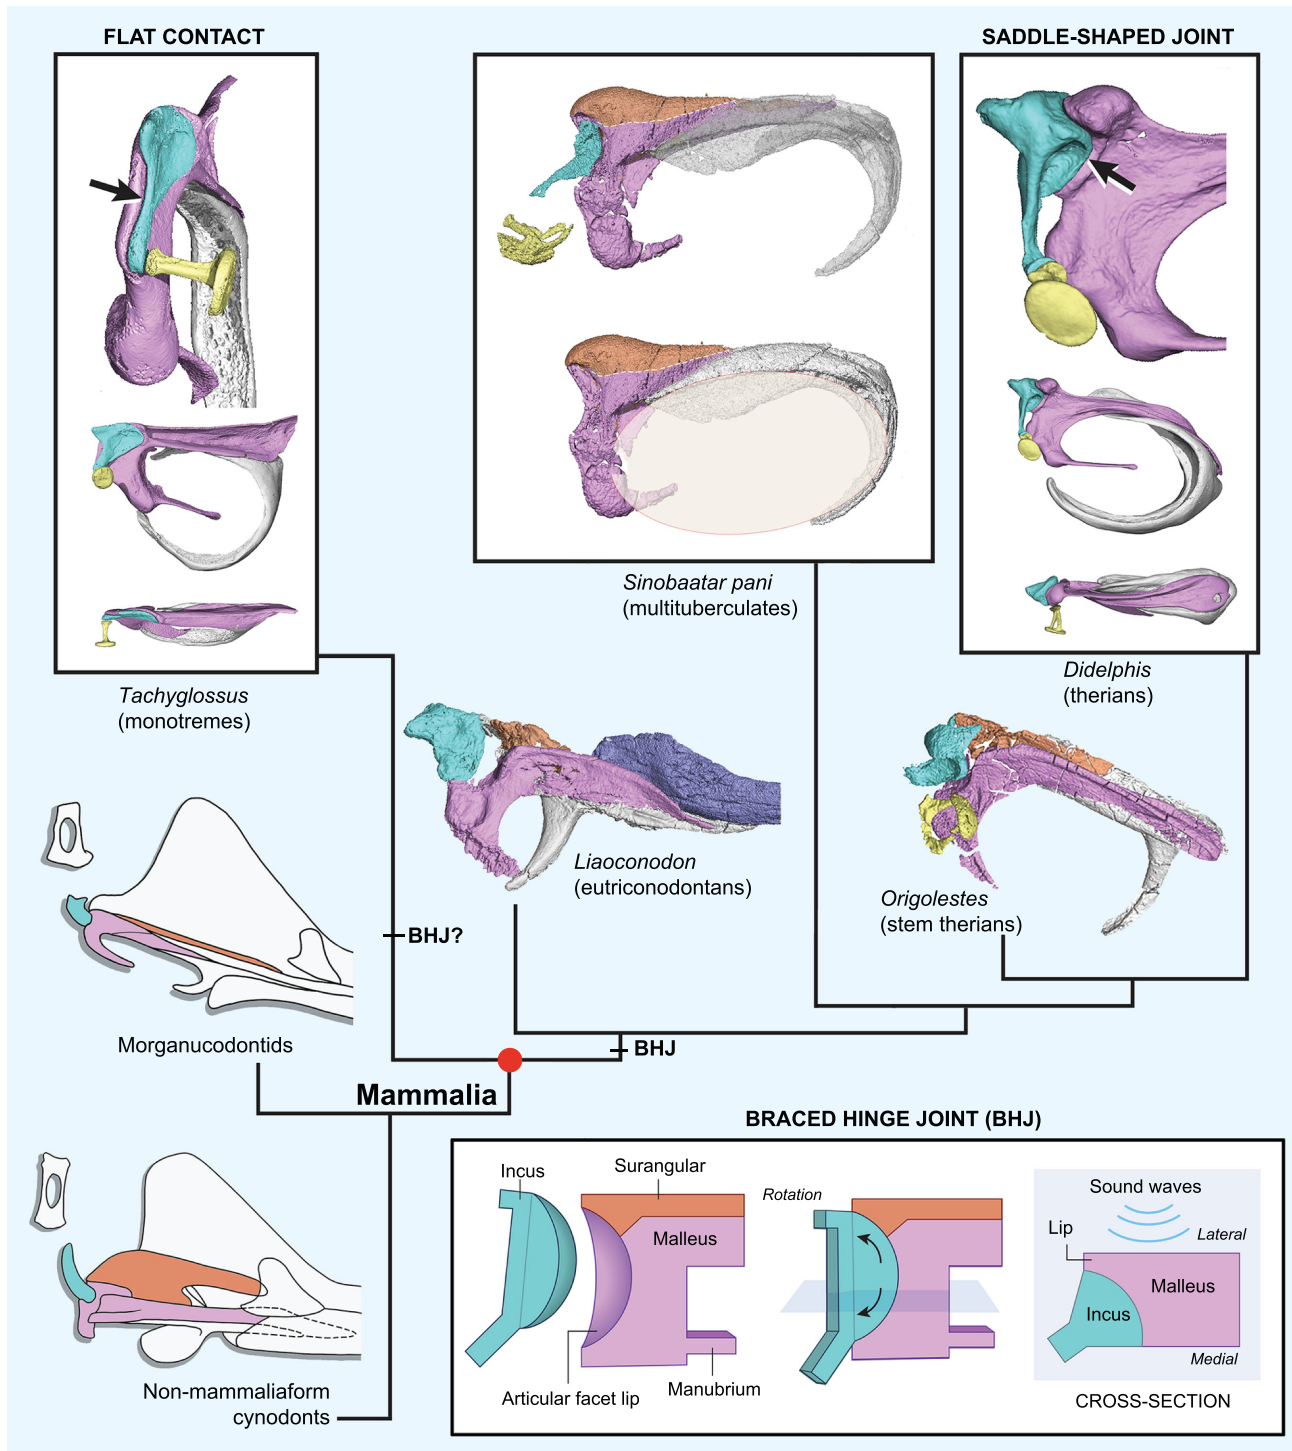 FLAT CONTACT
SADDLE-SHAPED JOINT
Sinobaatar pani
(multituberculates)
Didelphis
(therians)
Tachyglossus
(monotremes)
Liaoconodon
(eutriconodontans)
Origolestes
(stem therians)
BHJ?
Morganucodontids
BHJ
Mammalia
BRACED HINGE JOINT (BHJ)
Incus
Surangular
Malleus
Articular facet lip
Manubrium
Rotation
Sound waves
Lateral
Lip
Malleus
Incus
Medial
CROSS-SECTION
Non-mammaliaform
cynodonts